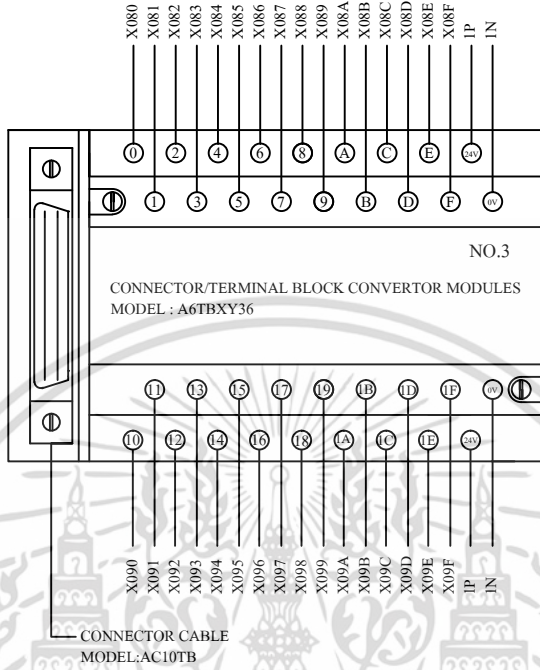 X080 X081 X082 X083 X084 X085 X086 X087 X088 X089 X08A X08B X08C X08D X08E X08F 1P 1N
0 2 4 6 8 A C E 24V
1 3 5 7 9 B D F 0V
NO.3
CONNECTOR/TERMINAL BLOCK CONVERTOR MODULES
MODEL : A6TBXY36
11 13 15 17 19 1B 1D 1F 0V
10 12 14 16 18 1A 1C 1E 24V
X090 X091 X092 X093 X094 X095 X096 X097 X098 X099 X09A X09B X09C X09D X09E X09F 1P 1N
CONNECTOR CABLE
MODEL:AC10TB